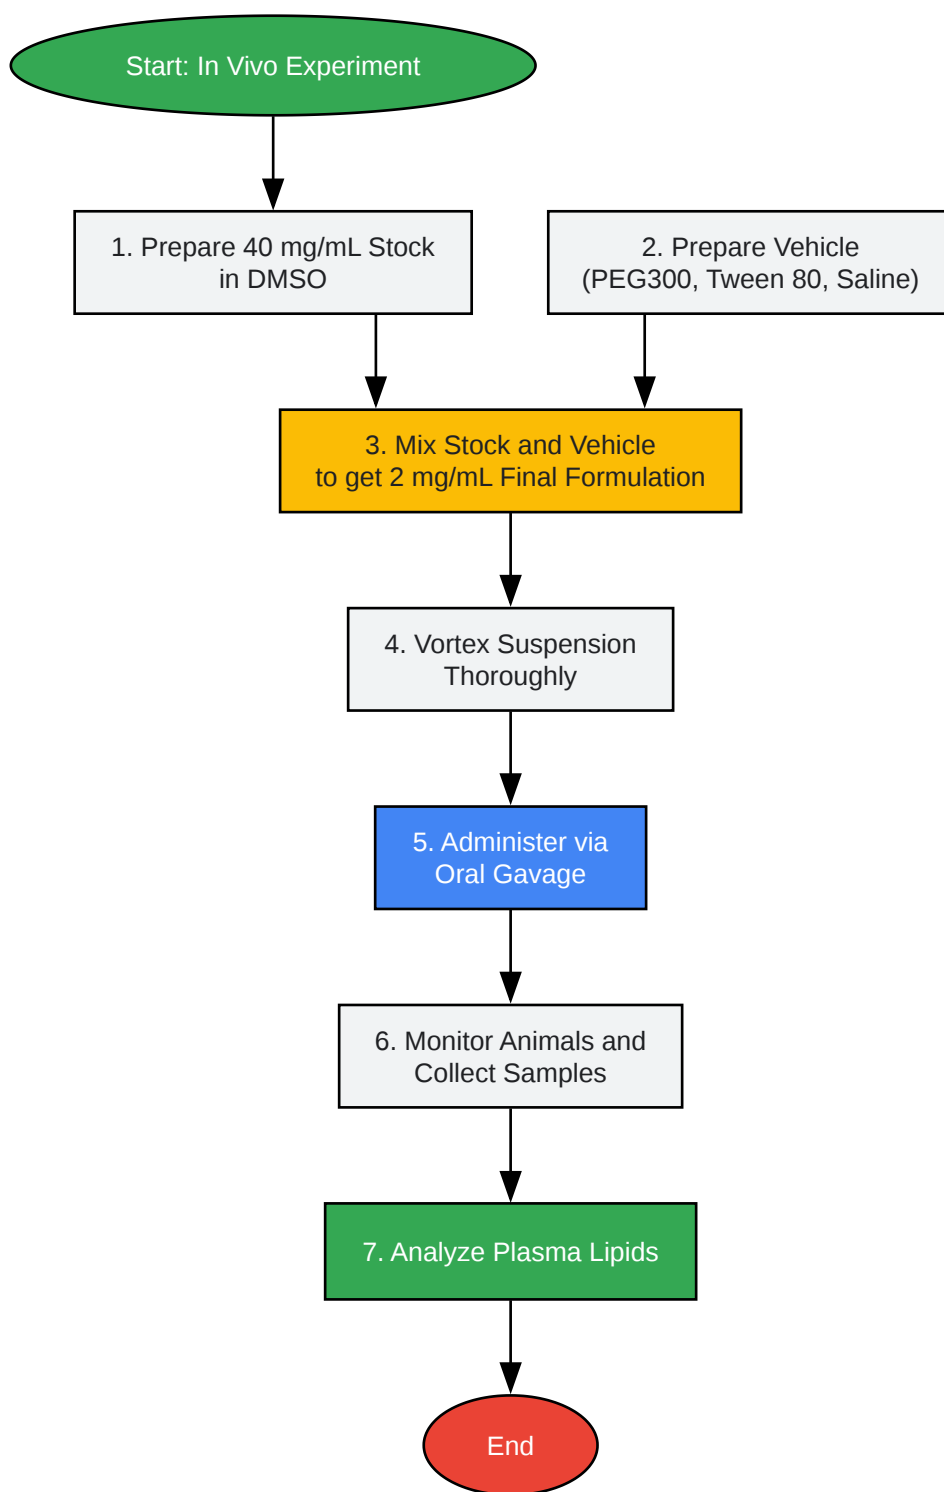 Start: In Vivo Experiment
1. Prepare 40 mg/mL Stock
in DMSO
2. Prepare Vehicle
(PEG300, Tween 80, Saline)
3. Mix Stock and Vehicle
to get 2 mg/mL Final Formulation
4. Vortex Suspension
Thoroughly
5. Administer via
Oral Gavage
6. Monitor Animals and
Collect Samples
7. Analyze Plasma Lipids
End